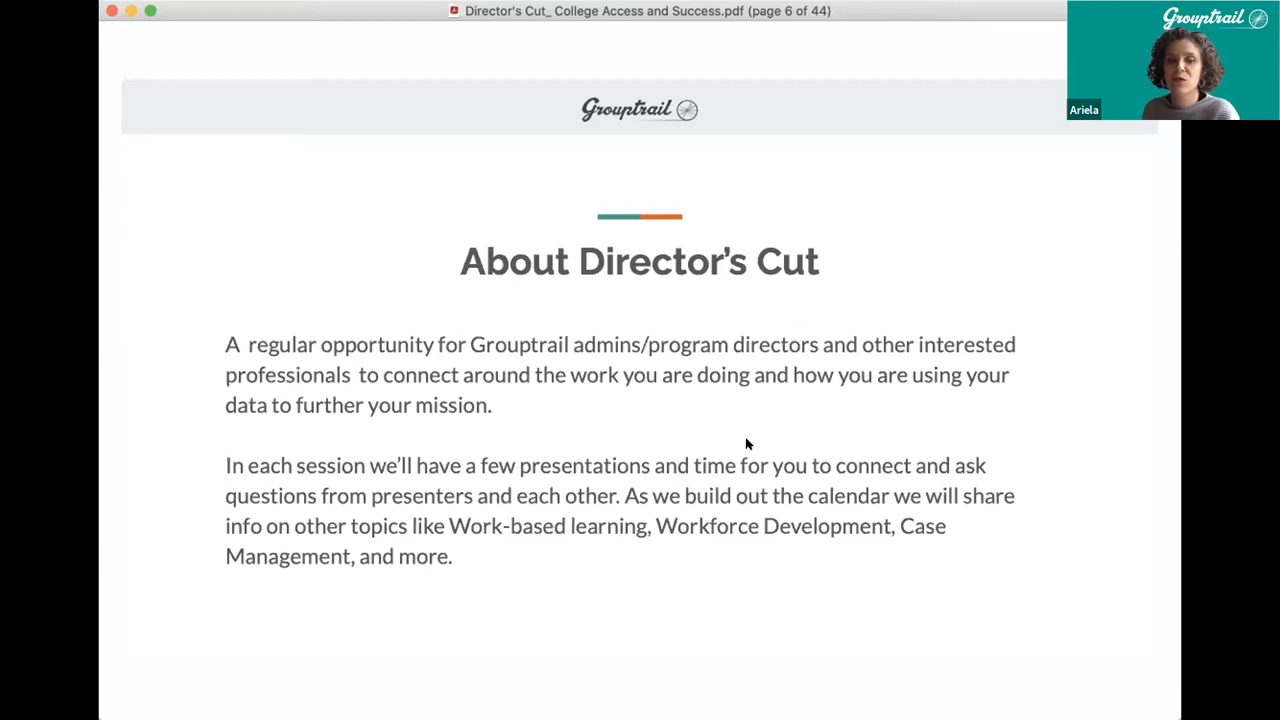 Director's Cut_ College Access and Success.pdf (page 6 of 44)
Grouptrail
Ariela
Grouptrail
About Director's Cut
A  regular opportunity for Grouptrail admins/program directors and other interested
professionals  to connect around the work you are doing and how you are using your
data to further your mission.
In each session we'll have a few presentations and time for you to connect and ask
questions from presenters and each other. As we build out the calendar we will share
info on other topics like Work-based learning, Workforce Development, Case
Management, and more.